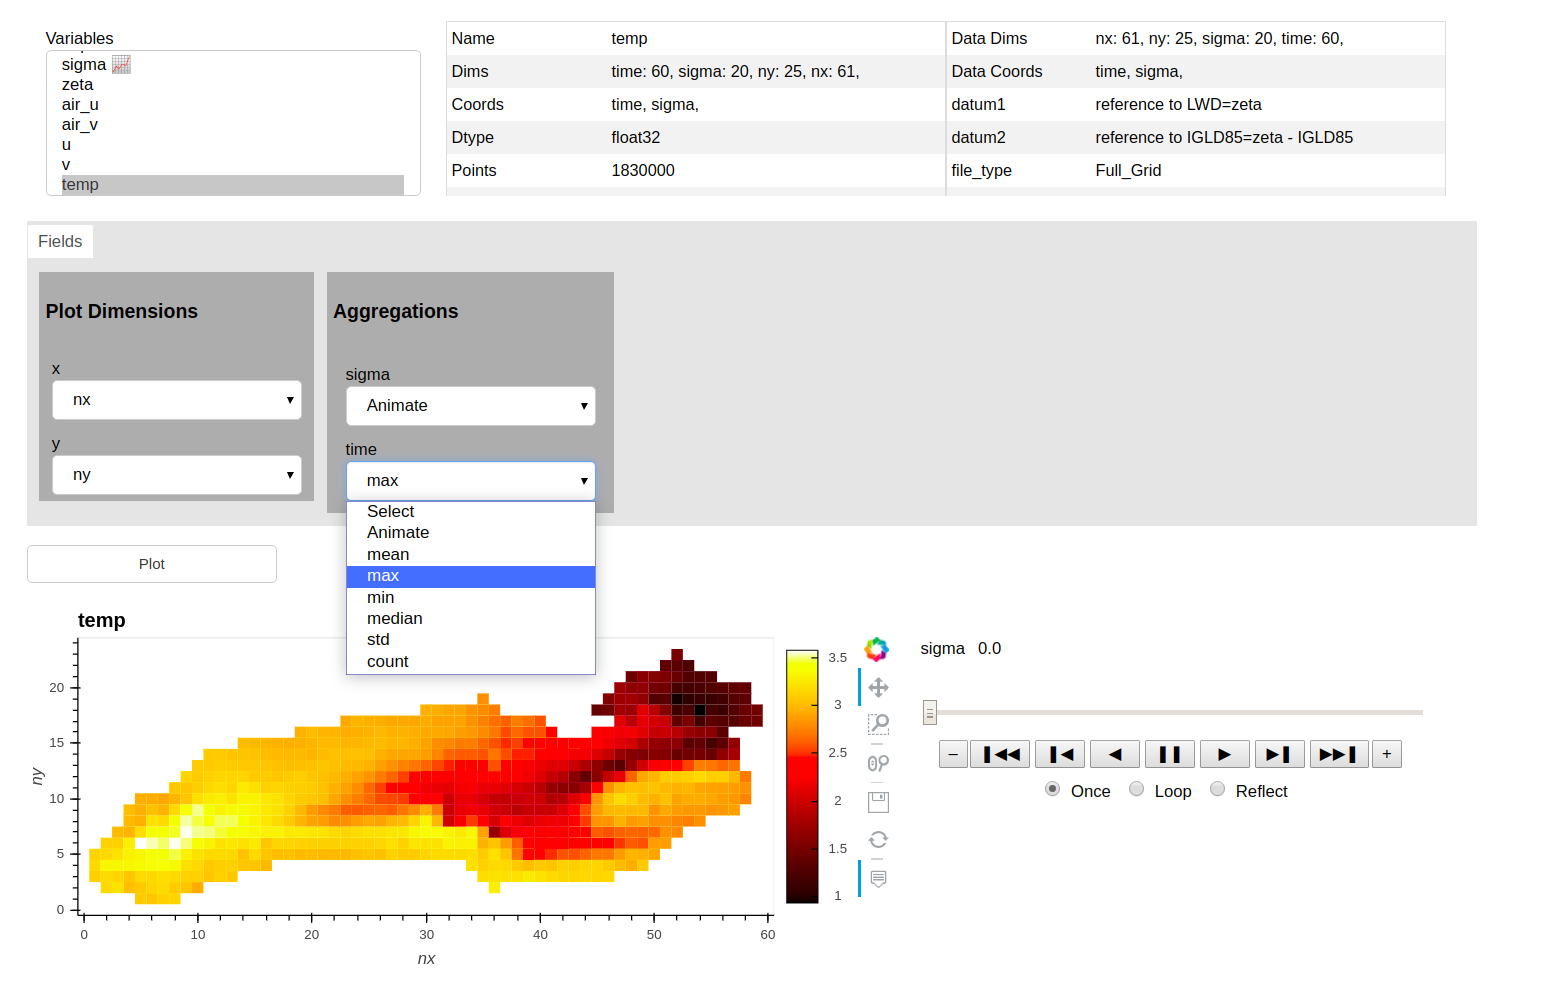 Variables
sigma 📈
zeta
air_u
air_v
u
v
temp
Name temp
Dims time: 60, sigma: 20, ny: 25, nx: 61,
Coords time, sigma,
Dtype float32
Points 1830000
Data Dims nx: 61, ny: 25, sigma: 20, time: 60,
Data Coords time, sigma,
datum1 reference to LWD=zeta
datum2 reference to IGLD85=zeta - IGLD85
file_type Full_Grid
Fields
Plot Dimensions
x
nx
y
ny
Aggregations
sigma
Animate
time
max
Select
Animate
mean
max
min
median
std
count
Plot
temp
20
15
10
5
0
ny
0 10 20 30 40 50 60
nx
3.5
3
2.5
2
1.5
1
sigma 0.0
– ❚◀◀ ❚◀ ◀ ❚❚ ▶ ▶❚ ▶▶❚ +
Once Loop Reflect